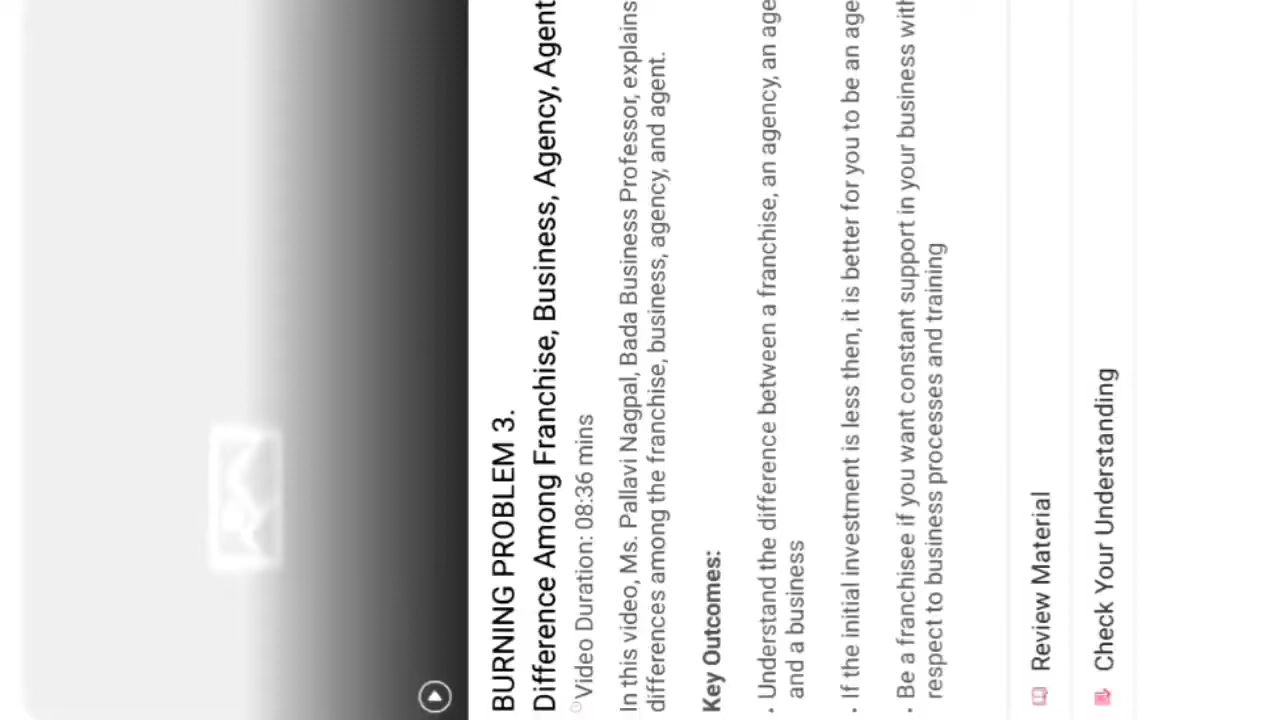 BURNING PROBLEM 3.
Difference Among Franchise, Business, Agency, Agent
Video Duration: 08:36 mins
In this video, Ms. Pallavi Nagpal, Bada Business Professor, explains
differences among the franchise, business, agency, and agent.
Key Outcomes:
• Understand the difference between a franchise, an agency, an age
and a business
• If the initial investment is less then, it is better for you to be an age
• Be a franchisee if you want constant support in your business with
respect to business processes and training
Review Material
Check Your Understanding